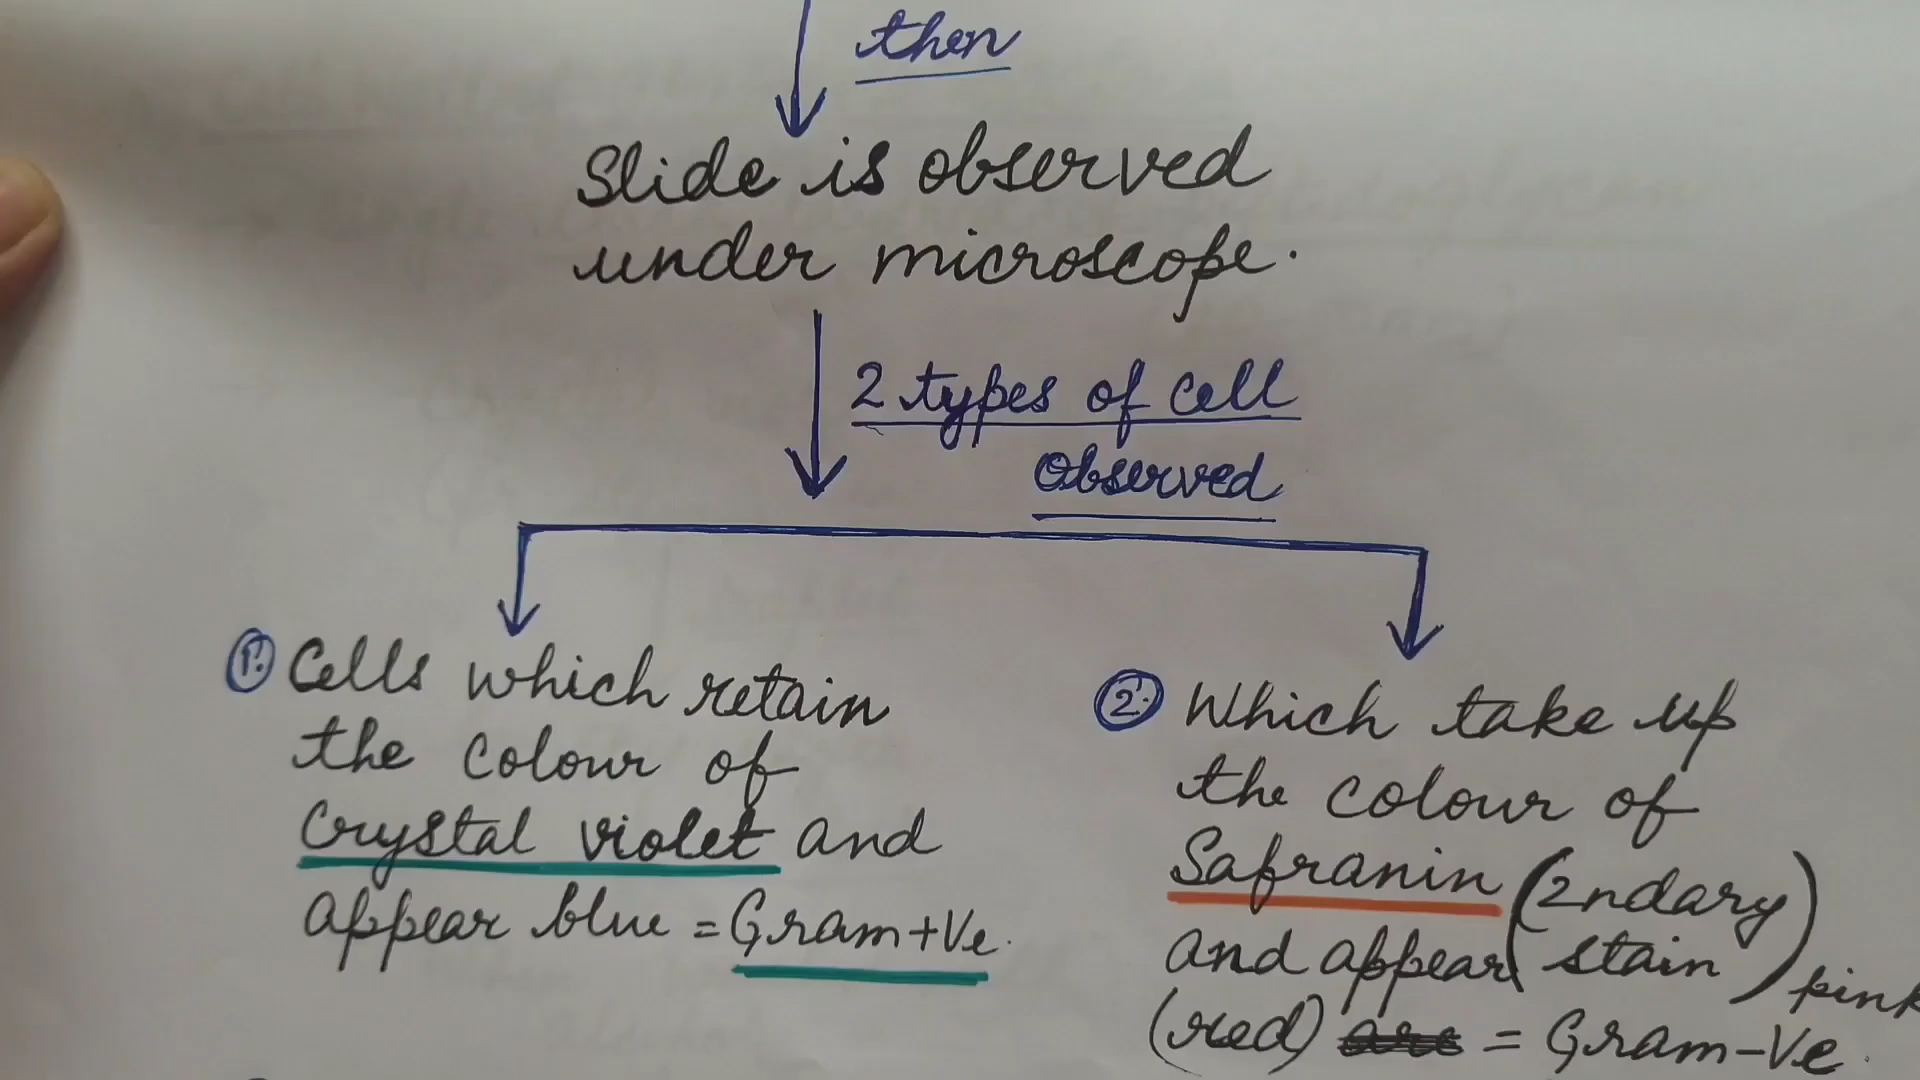 then
Slide is observed
under microscope.
2 types of cell
Observed
1. Cells which retain
the colour of
Crystal violet and
appear blue = Gram+Ve.
2. Which take up
the colour of
Safranin (2ndary
and appear stain) pink
(red) = Gram-Ve.